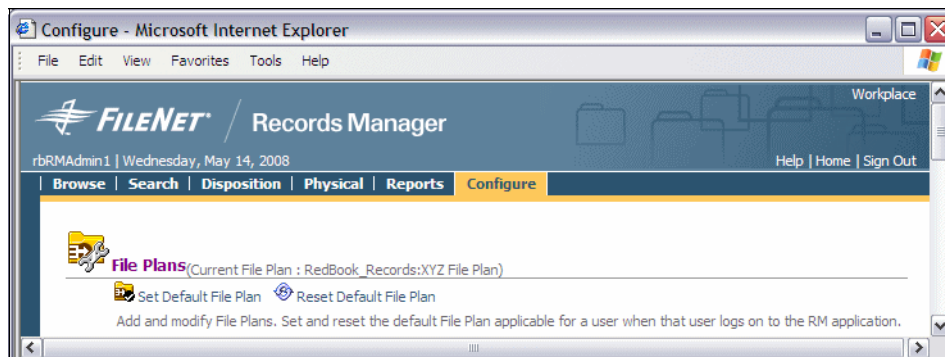 Configure - Microsoft Internet Explorer
File Edit View Favorites Tools Help
Workplace
FILENET / Records Manager
rbRMAdmin1 | Wednesday, May 14, 2008 Help | Home | Sign Out
| Browse | Search | Disposition | Physical | Reports Configure
File Plans(Current File Plan : RedBook_Records:XYZ File Plan)
Set Default File Plan Reset Default File Plan
Add and modify File Plans. Set and reset the default File Plan applicable for a user when that user logs on to the RM application.